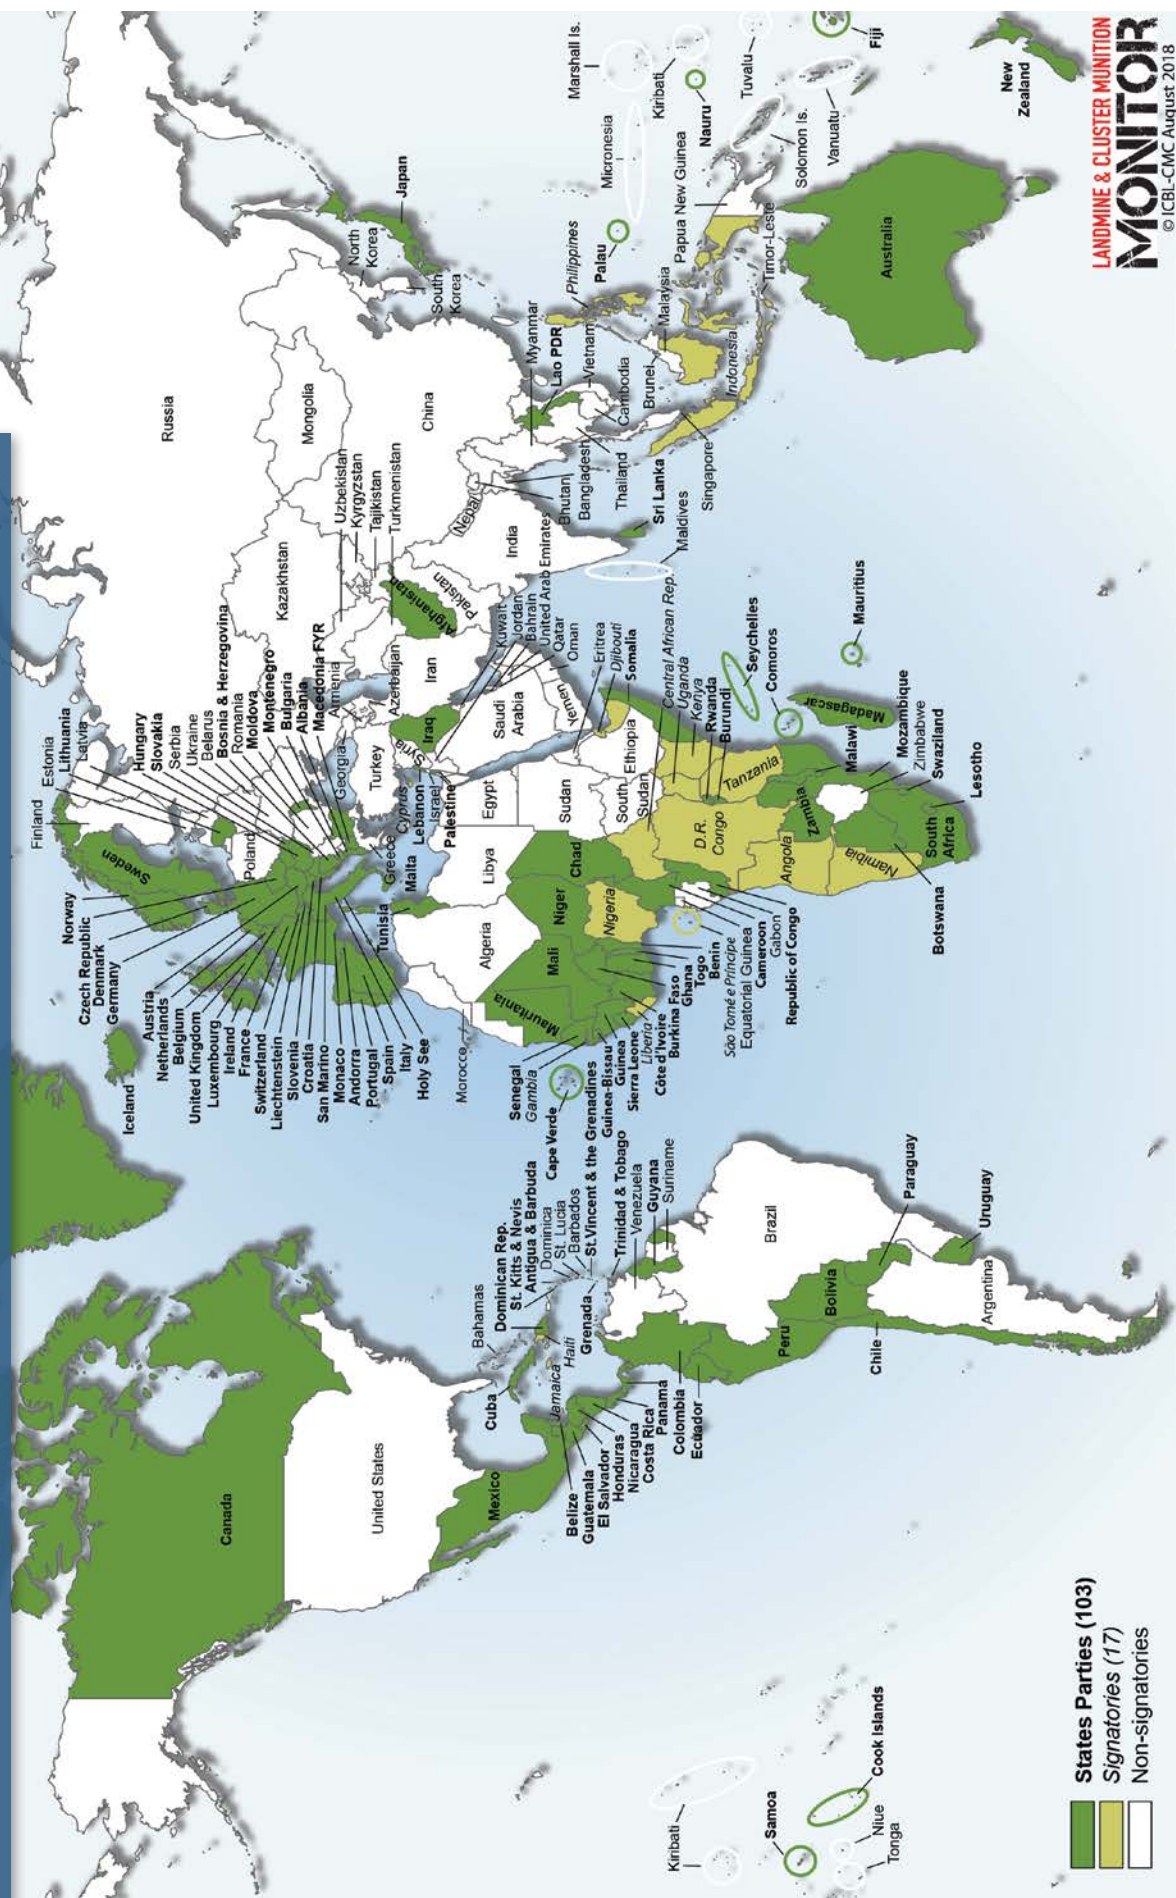 Finland
Estonia
Lithuania
Latvia
Hungary
Slovakia
Serbia
Ukraine
Belarus
Bosnia & Herzegovina
Romania
Moldova
Montenegro
Bulgaria
Albania
Macedonia FYR
Armenia
Georgia
Azerbaijan
Norway
Czech Republic
Denmark
Germany
Austria
Netherlands
Belgium
United Kingdom
Luxembourg
Ireland
France
Switzerland
Liechtenstein
Slovenia
Croatia
San Marino
Monaco
Andorra
Portugal
Spain
Italy
Holy See
Iceland
Sweden
Poland
Greece
Malta
Tunisia
Turkey
Cyprus
Syria
Lebanon
Israel
Palestine
Iraq
Iran
Russia
Kazakhstan
Mongolia
China
Uzbekistan
Kyrgyzstan
Tajikistan
Turkmenistan
Afghanistan
Pakistan
Nepal
India
Bhutan
Bangladesh
Thailand
Myanmar
Lao PDR
Vietnam
Cambodia
North
Korea
South
Korea
Japan
Kuwait
Jordan
Bahrain
United Arab Emirates
Qatar
Oman
Saudi
Arabia
Yemen
Eritrea
Djibouti
Somalia
Central African Rep.
Uganda
Kenya
Rwanda
Burundi
Sri Lanka
Maldives
Singapore
Brunei
Malaysia
Indonesia
Philippines
Palau
Micronesia
Marshall Is.
Kiribati
Nauru
Tuvalu
Fiji
Papua New Guinea
Solomon Is.
Vanuatu
Timor-Leste
Australia
New
Zealand
Morocco
Algeria
Libya
Egypt
Mauritania
Mali
Niger
Chad
Sudan
South
Sudan
Ethiopia
Nigeria
D.R.
Congo
Tanzania
Angola
Zambia
Namibia
Malawi
Mozambique
Zimbabwe
Swaziland
Lesotho
South
Africa
Botswana
Madagascar
Comoros
Seychelles
Mauritius
Senegal
Gambia
Cape Verde
Guinea-Bissau
Guinea
Sierra Leone
Liberia
Côte d'Ivoire
Burkina Faso
Ghana
Togo
Benin
São Tomé e Príncipe
Equatorial Guinea
Cameroon
Gabon
Republic of Congo
Canada
United States
Mexico
Cuba
Bahamas
Dominican Rep.
St. Kitts & Nevis
Antigua & Barbuda
Dominica
St. Lucia
Barbados
St.Vincent & the Grenadines
Trinidad & Tobago
Venezuela
Guyana
Suriname
Jamaica
Haiti
Grenada
Belize
Guatemala
El Salvador
Honduras
Nicaragua
Costa Rica
Panama
Colombia
Ecuador
Peru
Brazil
Bolivia
Paraguay
Uruguay
Argentina
Chile
Kiribati
Samoa
Cook Islands
Niue
Tonga
States Parties (103)
Signatories (17)
Non-signatories
LANDMINE & CLUSTER MUNITION
MONITOR
© ICBL-CMC August 2018